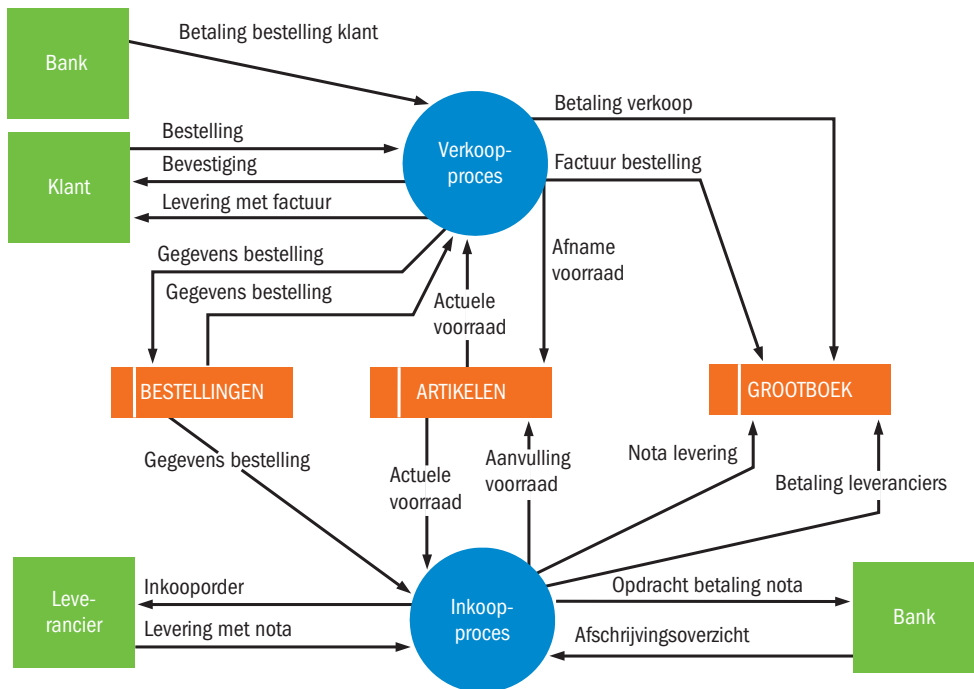 Betaling bestelling klant
Bank
Betaling verkoop
Bestelling
Verkoop-
proces
Factuur bestelling
Bevestiging
Klant
Levering met factuur
Gegevens bestelling
Afname
voorraad
Gegevens bestelling
Actuele
voorraad
BESTELLINGEN
ARTIKELEN
GROOTBOEK
Gegevens bestelling
Actuele
voorraad
Aanvulling
voorraad
Nota levering
Betaling leveranciers
Inkooporder
Leve-
rancier
Levering met nota
Inkoop-
proces
Opdracht betaling nota
Bank
Afschrijvingsoverzicht